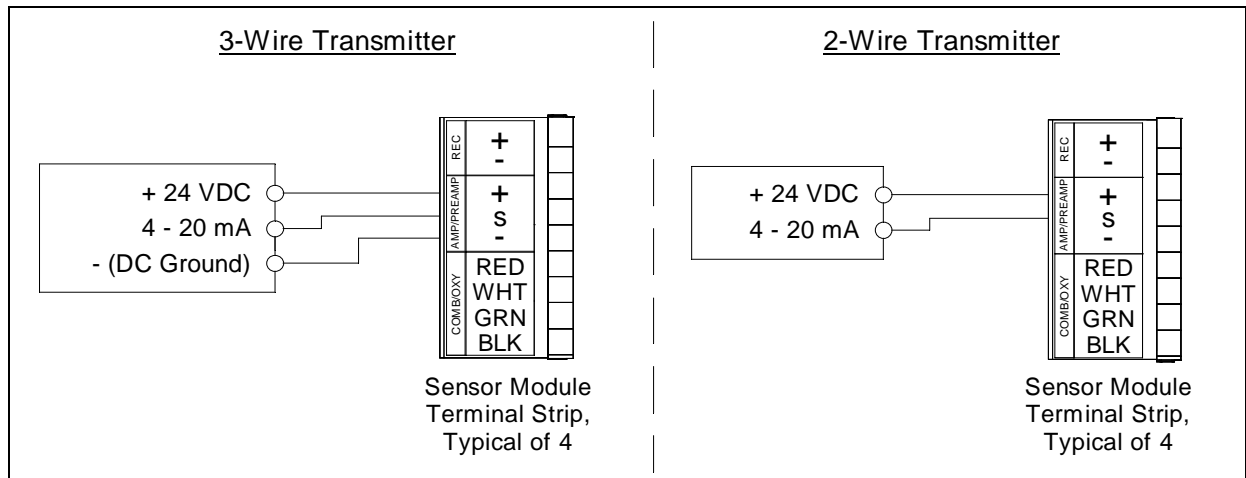 3-Wire Transmitter
+ 24 VDC
4 - 20 mA
- (DC Ground)
REC
+
-
AMP/PREAMP
+
S
-
COMB/OXY
RED
WHT
GRN
BLK
Sensor Module
Terminal Strip,
Typical of 4
2-Wire Transmitter
+ 24 VDC
4 - 20 mA
REC
+
-
AMP/PREAMP
+
S
-
COMB/OXY
RED
WHT
GRN
BLK
Sensor Module
Terminal Strip,
Typical of 4